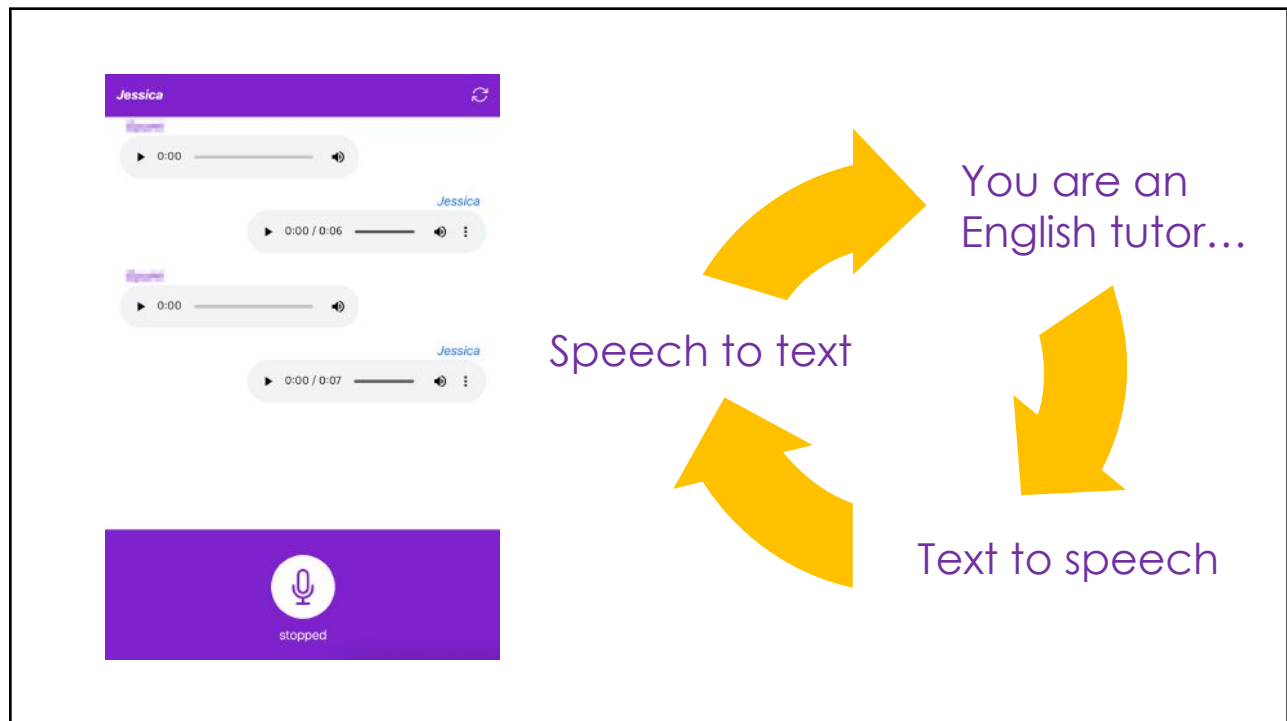 Jessica
0:00
Jessica
0:00 / 0:06
0:00
Jessica
0:00 / 0:07
stopped
You are an
English tutor...
Speech to text
Text to speech